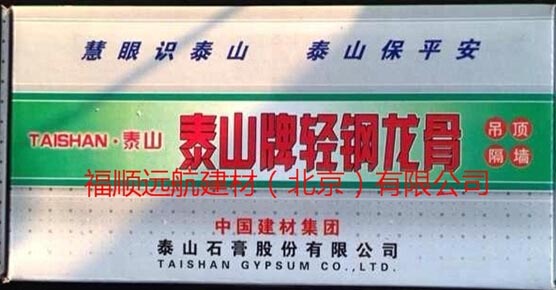 慧眼识泰山 泰山保平安
TAISHAN·泰山 泰山牌轻钢龙骨 吊顶
隔墙
福顺远航建材（北京）有限公司
中国建材集团
泰山石膏股份有限公司
TAISHAN GYPSUM CO.,LTD.